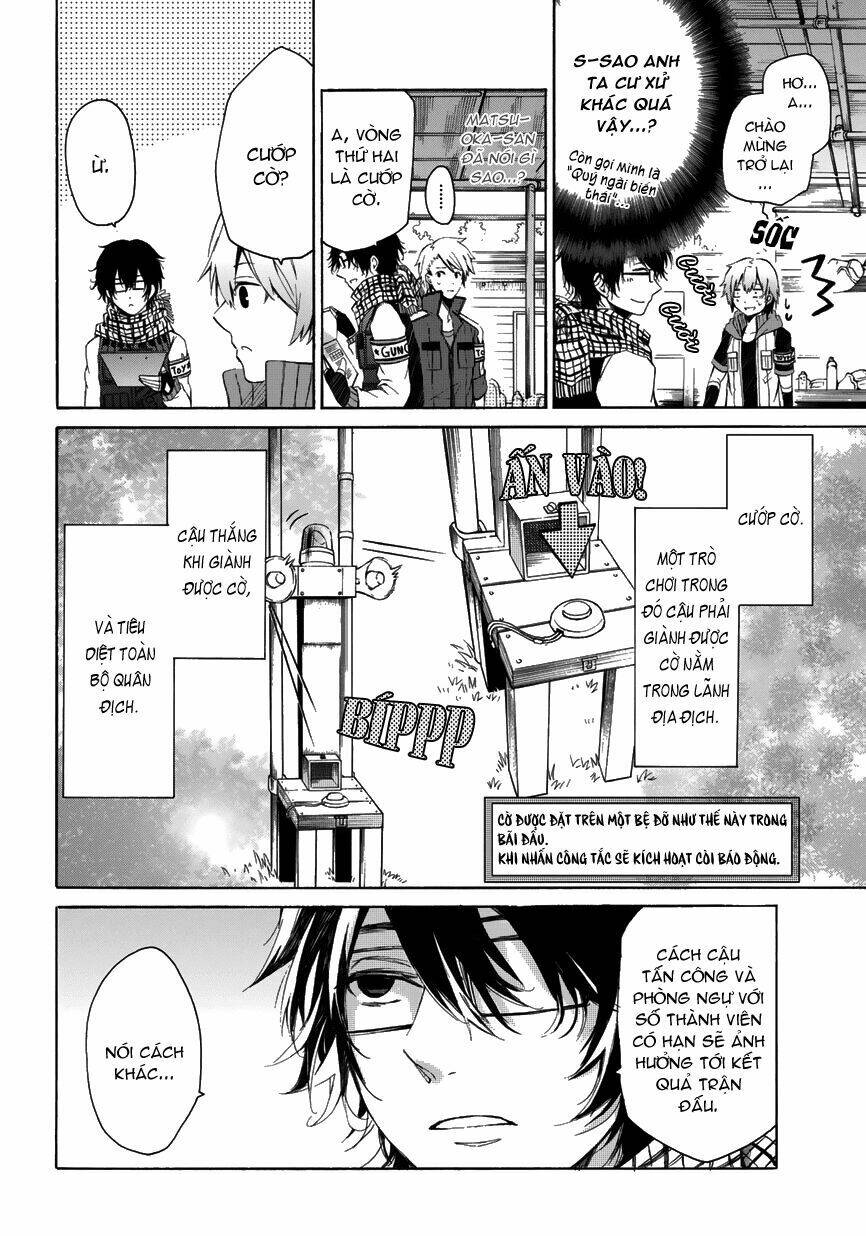 HƠ...
A...
CHÀO
MỪNG
TRỞ LẠI
...
S-SAO ANH
TA CƯ XỬ
KHÁC QUÁ
VẬY...?
Còn gọi mình là
"Quý ngài biến
thái"...
SỐC
Cười
Cười
MATSU-
OKA-SAN
ĐÃ NÓI GÌ
SAO...?
......
A, VÒNG
THỨ HAI
LÀ CƯỚP
CỜ.
★GUNG
TO
CƯỚP
CỜ?
Ừ.
TOY
ẤN VÀO!
CƯỚP CỜ.
MỘT TRÒ
CHƠI TRONG
ĐÓ CẬU PHẢI
GIÀNH ĐƯỢC
CỜ NẰM
TRONG LÃNH
ĐỊA ĐỊCH.
CỜ ĐƯỢC ĐẶT TRÊN MỘT BỆ ĐỠ NHƯ THẾ NÀY TRONG
BÃI ĐẤU.
KHI NHẤN CÔNG TẮC SẼ KÍCH HOẠT CÒI BÁO ĐỘNG.
BÍPPP
CẬU THẮNG
KHI GIÀNH
ĐƯỢC CỜ,
VÀ TIÊU
DIỆT TOÀN
BỘ QUÂN
ĐỊCH.
CÁCH CẬU
TẤN CÔNG VÀ
PHÒNG NGỰ VỚI
SỐ THÀNH VIÊN
CÓ HẠN SẼ ẢNH
HƯỞNG TỚI KẾT
QUẢ TRẬN
ĐẤU.
NÓI CÁCH
KHÁC...